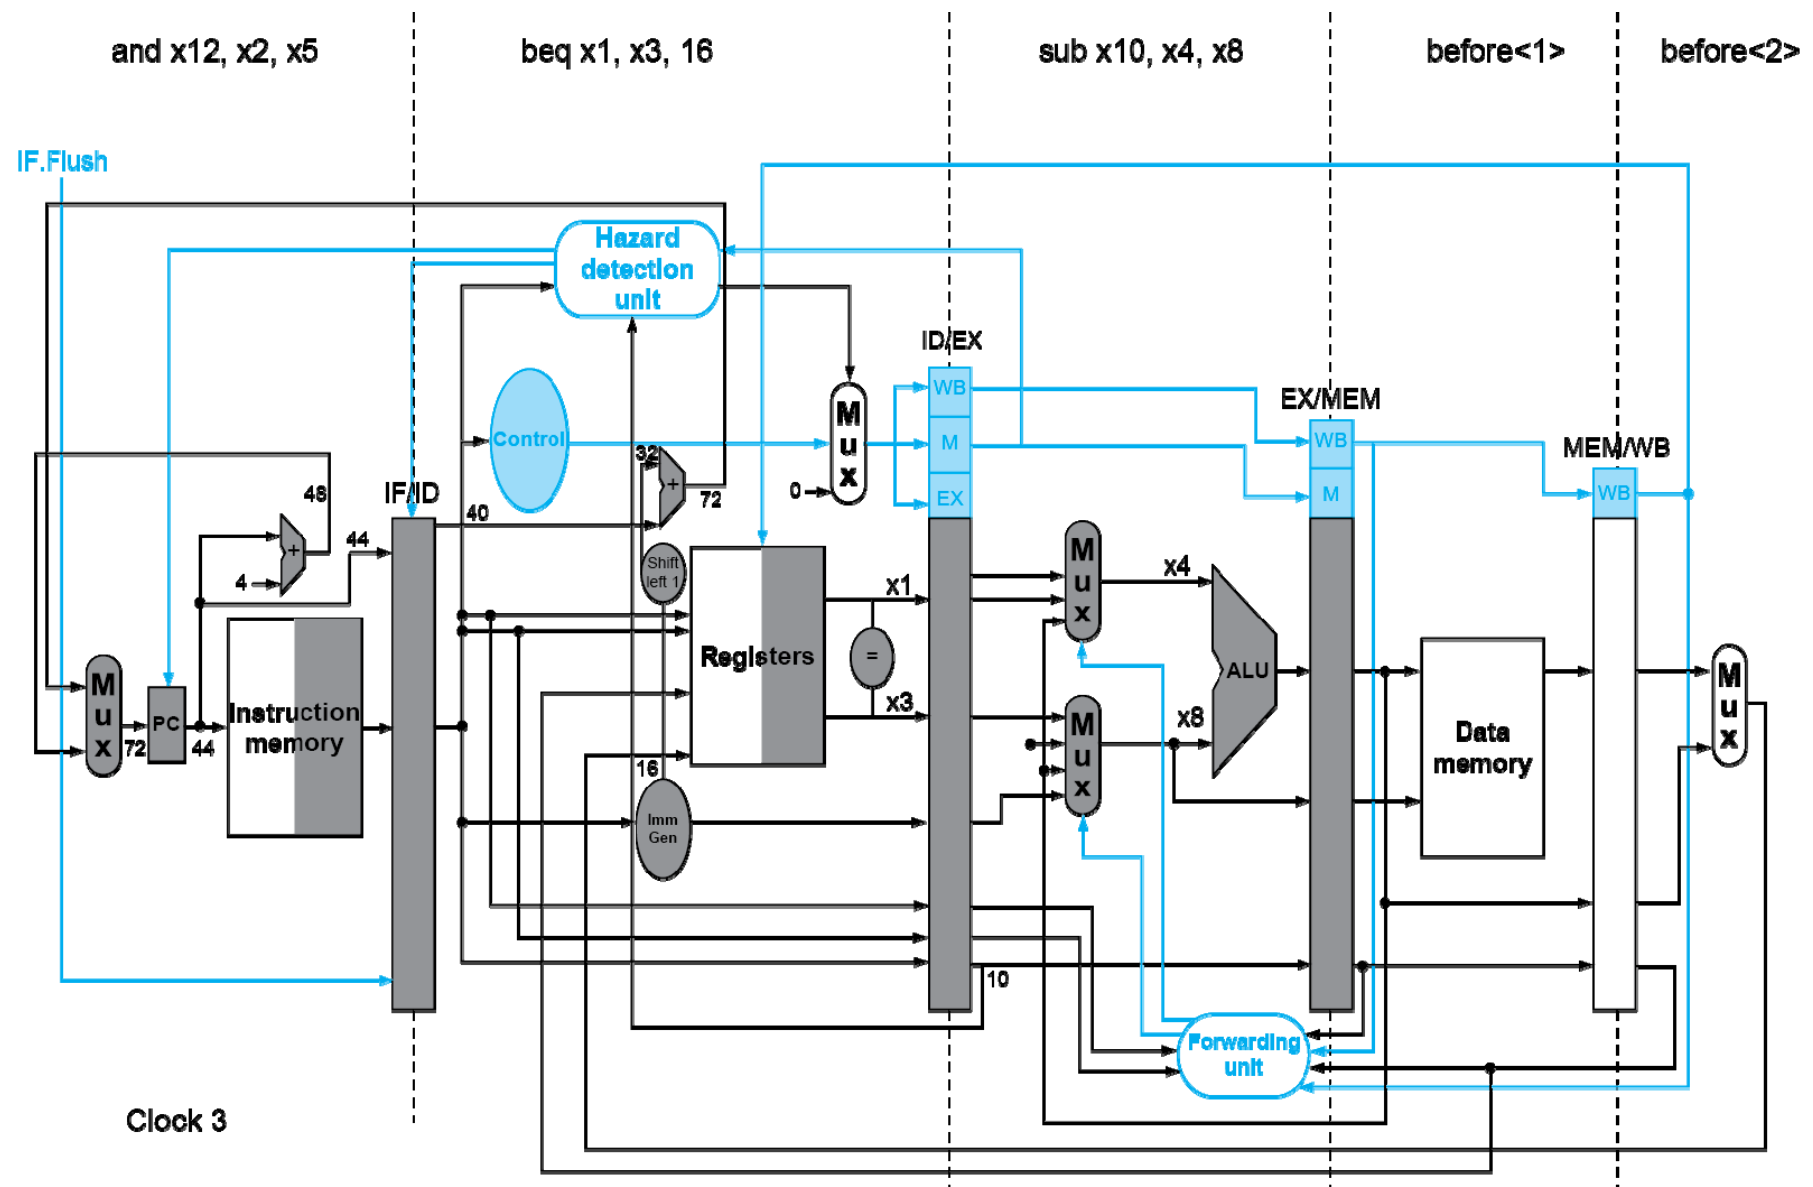 and x12, x2, x5
beq x1, x3, 16
sub x10, x4, x8
before<1>
before<2>
IF.Flush
Hazard
detection
unit
ID/EX
WB
M
EX
Control
M
u
x
0
32
+
72
EX/MEM
WB
M
MEM/WB
WB
IF/ID
40
48
44
+
4
Shift
left 1
x1
=
x3
Registers
M
u
x
x4
M
u
x
x8
ALU
M
u
x
72
PC
44
Instruction
memory
16
Imm
Gen
Data
memory
M
u
x
10
Forwarding
unit
Clock 3